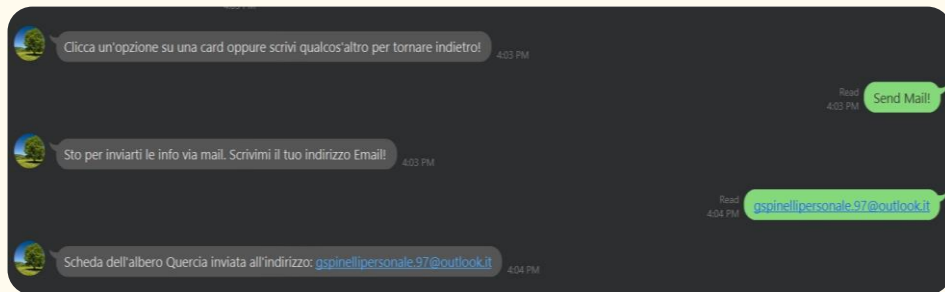 4:03 PM
Clicca un'opzione su una card oppure scrivi qualcos'altro per tornare indietro!
4:03 PM
Read
4:03 PM
Send Mail!
Sto per inviarti le info via mail. Scrivimi il tuo indirizzo Email!
4:03 PM
Read
4:04 PM
gspinellipersonale.97@outlook.it
Scheda dell'albero Quercia inviata all'indirizzo: gspinellipersonale.97@outlook.it
4:04 PM